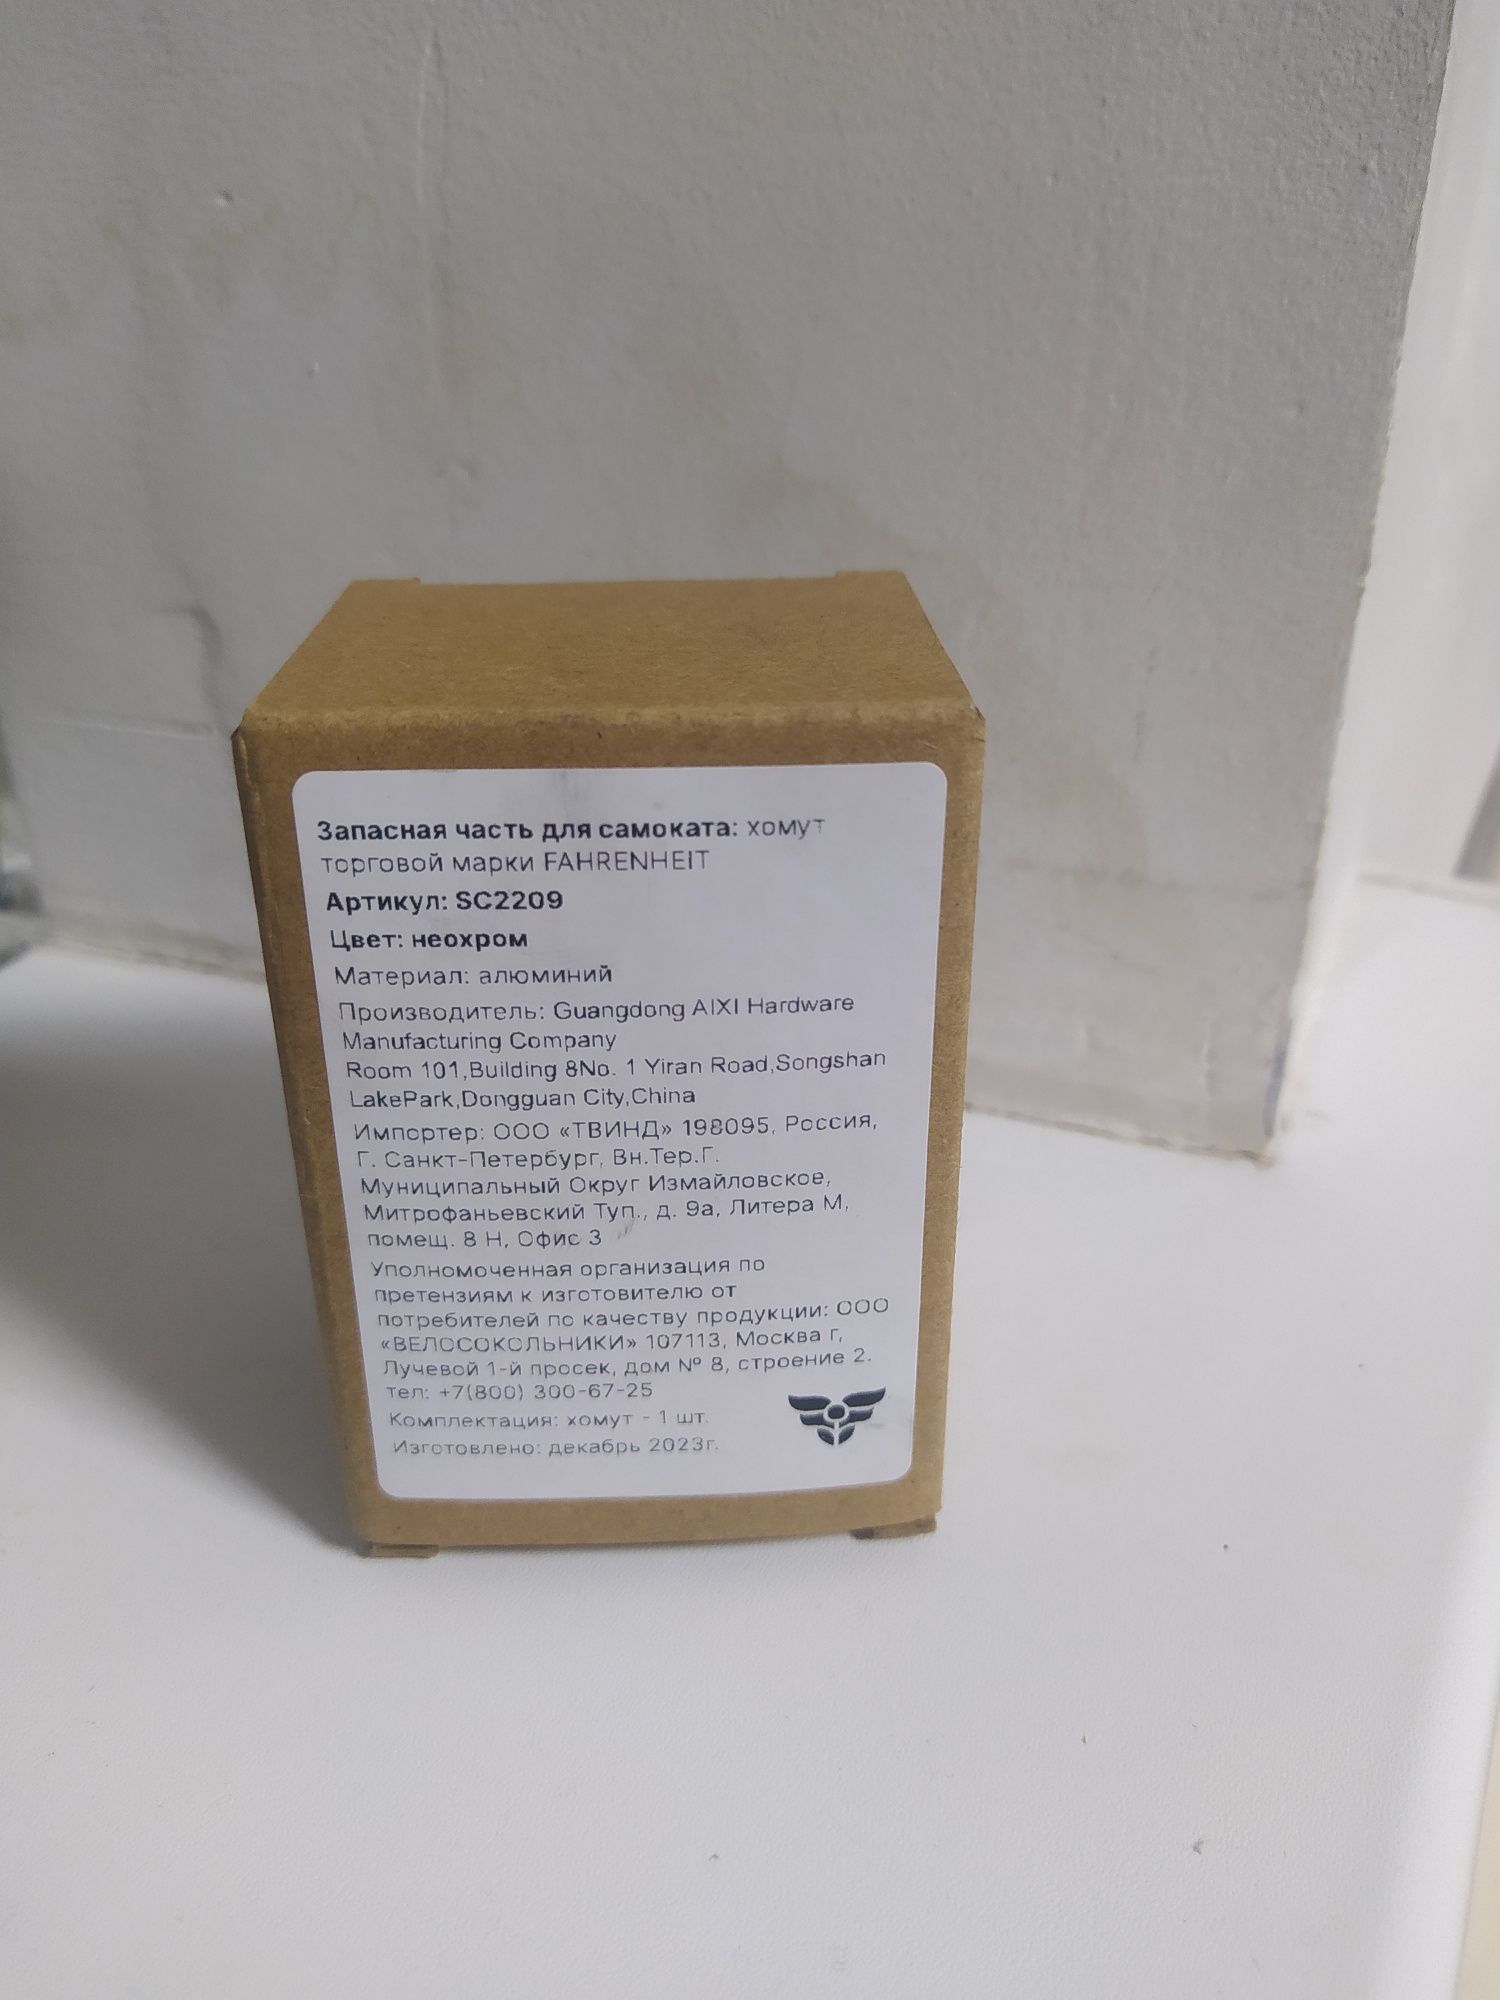 Запасная часть для самоката: хомут
торговой марки FAHRENHEIT
Артикул: SC2209
Цвет: неохром
Материал: алюминий
Производитель: Guangdong AIXI Hardware
Manufacturing Company
Room 101,Building 8No. 1 Yiran Road,Songshan
LakePark,Dongguan City,China
Импортер: ООО «ТВИНД» 198095, Россия,
Г. Санкт-Петербург, Вн.Тер.Г.
Муниципальный Округ Измайловское,
Митрофаньевский Туп., д. 9а, Литера М,
помещ. 8 Н, Офис 3
Уполномоченная организация по
претензиям к изготовителю от
потребителей по качеству продукции: ООО
«ВЕЛОСОКОЛЬНИКИ» 107113, Москва г,
Лучевой 1-й просек, дом № 8, строение 2.
тел: +7(800) 300-67-25
Комплектация: хомут - 1 шт.
Изготовлено: декабрь 2023г.